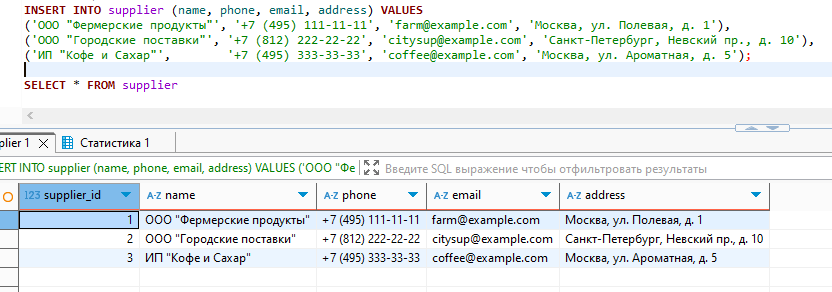 INSERT INTO supplier (name, phone, email, address) VALUES
('ООО "Фермерские продукты"', '+7 (495) 111-11-11', 'farm@example.com', 'Москва, ул. Полевая, д. 1'),
('ООО "Городские поставки"', '+7 (812) 222-22-22', 'citysup@example.com', 'Санкт-Петербург, Невский пр., д. 10'),
('ИП "Кофе и Сахар"', '+7 (495) 333-33-33', 'coffee@example.com', 'Москва, ул. Ароматная, д. 5');
SELECT * FROM supplier
plier 1 Статистика 1
ERT INTO supplier (name, phone, email, address) VALUES ('ООО "Фе Введите SQL выражение чтобы отфильтровать результаты
123 supplier_id A-Z name A-Z phone A-Z email A-Z address
1 ООО "Фермерские продукты" +7 (495) 111-11-11 farm@example.com Москва, ул. Полевая, д. 1
2 ООО "Городские поставки" +7 (812) 222-22-22 citysup@example.com Санкт-Петербург, Невский пр., д. 10
3 ИП "Кофе и Сахар" +7 (495) 333-33-33 coffee@example.com Москва, ул. Ароматная, д. 5